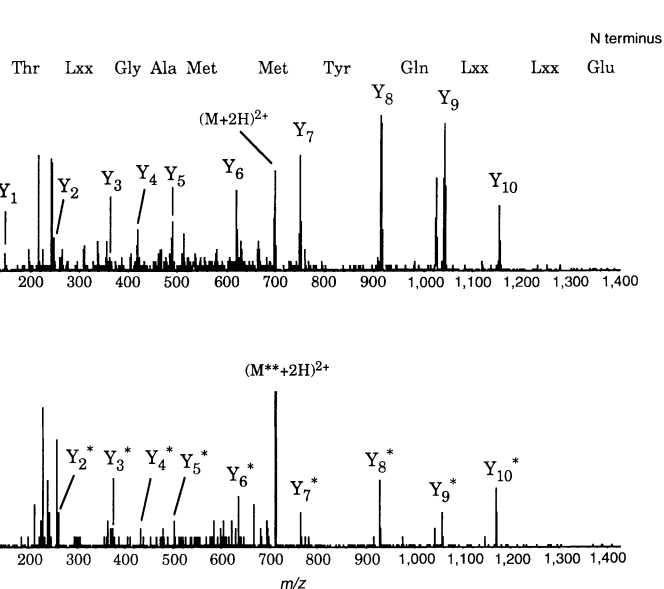 N terminus
Thr Lxx Gly Ala Met Met Tyr Gln Lxx Lxx Glu
Y8 Y9
(M+2H)2+
Y7
Y1 Y2 Y3 Y4 Y5 Y6 Y10
200 300 400 500 600 700 800 900 1,000 1,100 1,200 1,300 1,400
(M**+2H)2+
Y2* Y3* Y4* Y5* Y6* Y7* Y8* Y9* Y10*
200 300 400 500 600 700 800 900 1,000 1,100 1,200 1,300 1,400
m/z